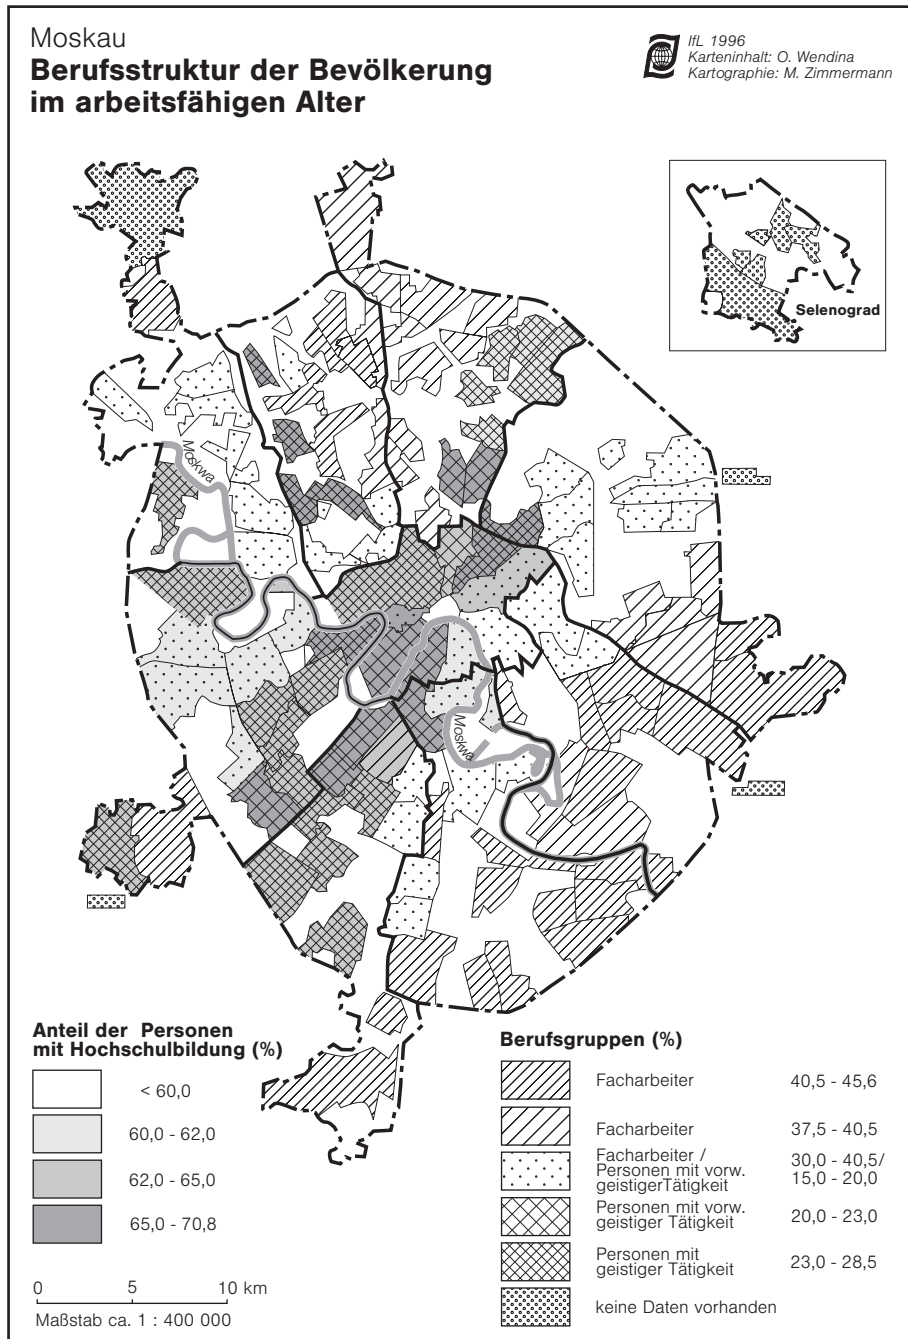 Moskau
Berufsstruktur der Bevölkerung
im arbeitsfähigen Alter
IfL 1996
Karteninhalt: O. Wendina
Kartographie: M. Zimmermann
Selenograd
Moskwa
Moskwa
Anteil der Personen
mit Hochschulbildung (%)
< 60,0
60,0 - 62,0
62,0 - 65,0
65,0 - 70,8
0 5 10 km
Maßstab ca. 1 : 400 000
Berufsgruppen (%)
Facharbeiter 40,5 - 45,6
Facharbeiter 37,5 - 40,5
Facharbeiter / 30,0 - 40,5/
Personen mit vorw. 15,0 - 20,0
geistigerTätigkeit
Personen mit vorw. 20,0 - 23,0
geistiger Tätigkeit
Personen mit 23,0 - 28,5
geistiger Tätigkeit
keine Daten vorhanden